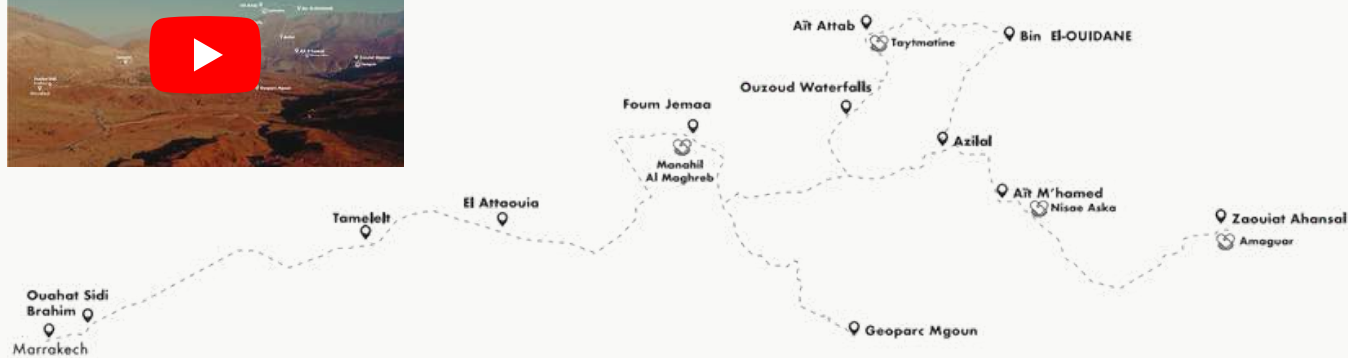 Aït Attab
Taytmatine
Bin El-OUIDANE
Ouzoud Waterfalls
Foum Jemaa
Manahil
Al Maghreb
Azilal
Aït M'hamed
Nisae Aska
El Attaouia
Tamelelt
Zaouiat Ahansal
Amaguar
Ouahat Sidi
Brahim
Marrakech
Geoparc Mgoun